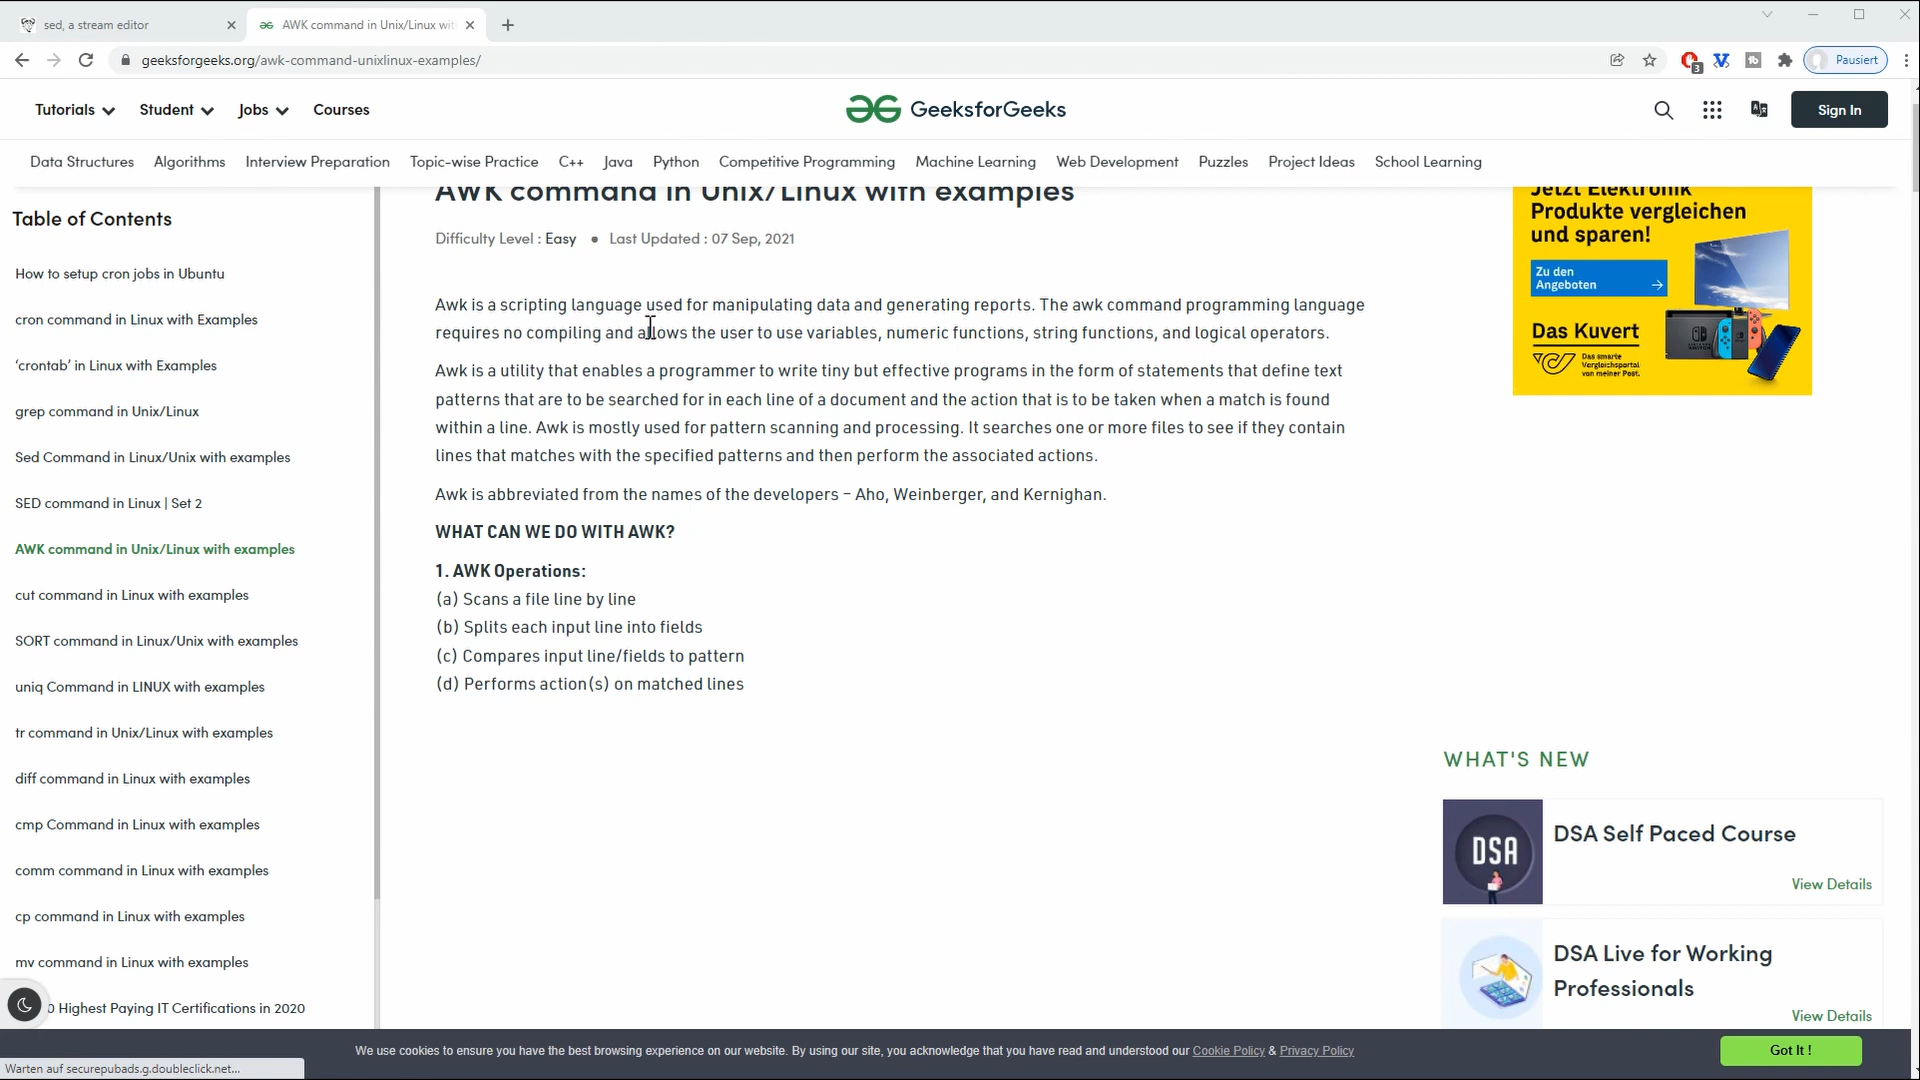 sed, a stream editor
AWK command in Unix/Linux wit
geeksforgeeks.org/awk-command-unixlinux-examples/
3
Pausiert
Tutorials
Student
Jobs
Courses
GeeksforGeeks
Sign In
Data Structures
Algorithms
Interview Preparation
Topic-wise Practice
C++
Java
Python
Competitive Programming
Machine Learning
Web Development
Puzzles
Project Ideas
School Learning
Table of Contents
How to setup cron jobs in Ubuntu
cron command in Linux with Examples
‘crontab’ in Linux with Examples
grep command in Unix/Linux
Sed Command in Linux/Unix with examples
SED command in Linux | Set 2
AWK command in Unix/Linux with examples
cut command in Linux with examples
SORT command in Linux/Unix with examples
uniq Command in LINUX with examples
tr command in Unix/Linux with examples
diff command in Linux with examples
cmp Command in Linux with examples
comm command in Linux with examples
cp command in Linux with examples
mv command in Linux with examples
0 Highest Paying IT Certifications in 2020
AWK command in Unix/Linux with examples
Difficulty Level : Easy ● Last Updated : 07 Sep, 2021
Awk is a scripting language used for manipulating data and generating reports. The awk command programming language
requires no compiling and allows the user to use variables, numeric functions, string functions, and logical operators.
Awk is a utility that enables a programmer to write tiny but effective programs in the form of statements that define text
patterns that are to be searched for in each line of a document and the action that is to be taken when a match is found
within a line. Awk is mostly used for pattern scanning and processing. It searches one or more files to see if they contain
lines that matches with the specified patterns and then perform the associated actions.
Awk is abbreviated from the names of the developers – Aho, Weinberger, and Kernighan.
WHAT CAN WE DO WITH AWK?
1. AWK Operations:
(a) Scans a file line by line
(b) Splits each input line into fields
(c) Compares input line/fields to pattern
(d) Performs action(s) on matched lines
Jetzt Elektronik
Produkte vergleichen
und sparen!
Zu den
Angeboten
Das Kuvert
Das smarte
Vergleichsportal
von meiner Post.
WHAT'S NEW
DSA
DSA Self Paced Course
View Details
DSA Live for Working
Professionals
View Details
We use cookies to ensure you have the best browsing experience on our website. By using our site, you acknowledge that you have read and understood our Cookie Policy & Privacy Policy
Got It !
Warten auf securepubads.g.doubleclick.net...